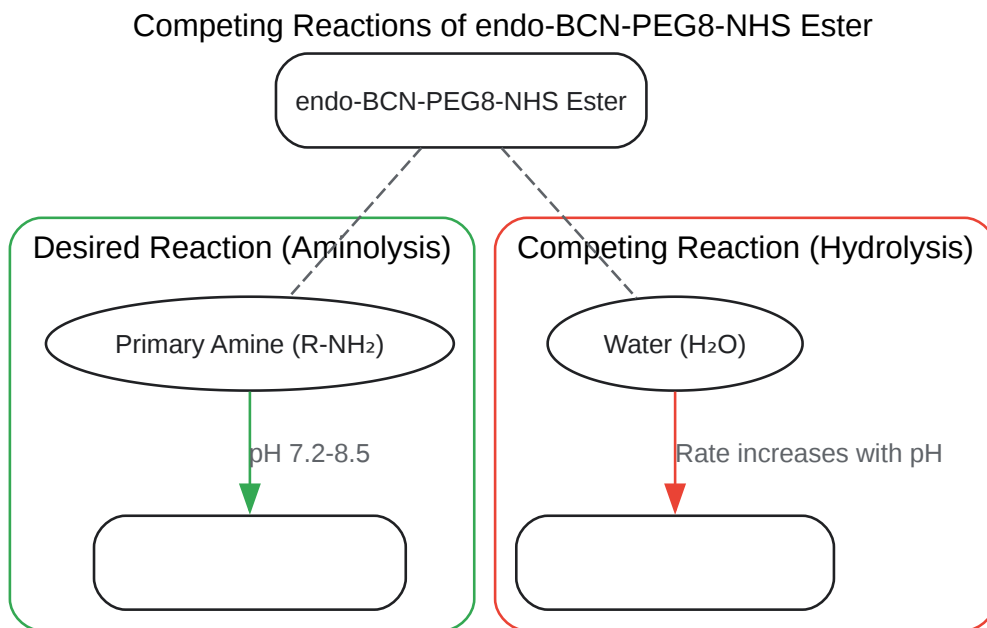 Competing Reactions of endo-BCN-PEG8-NHS Ester
endo-BCN-PEG8-NHS Ester
Desired Reaction (Aminolysis)
Primary Amine (R-NH₂)
pH 7.2-8.5
Competing Reaction (Hydrolysis)
Water (H₂O)
Rate increases with pH